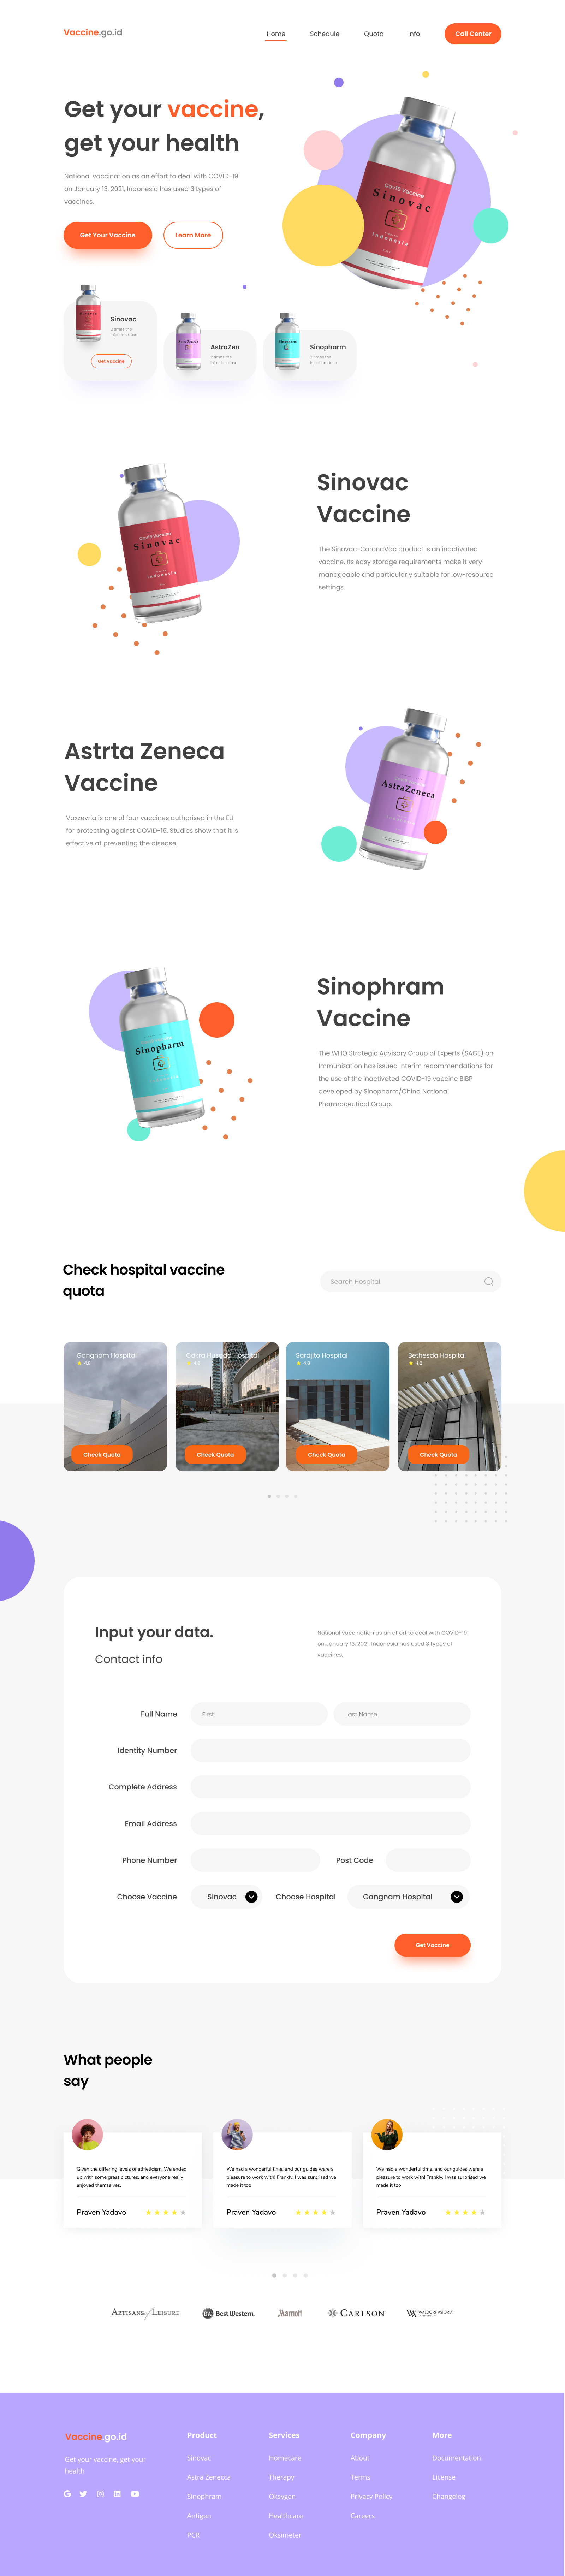 Vaccine.go.id
Home
Schedule
Quota
Info
Call Center
Get your vaccine,
get your health
National vaccination as an effort to deal with COVID-19
on January 13, 2021, Indonesia has used 3 types of
vaccines,
Get Your Vaccine
Learn More
Cov19 Vaccine
Sinovac
Indonesia
Sinovac
2 times the
injection dose
Get Vaccine
AstraZen
2 times the
injection dose
Sinopharm
2 times the
injection dose
Cov19 Vaccine
Sinovac
Indonesia
Sinovac
Vaccine
The Sinovac-CoronaVac product is an inactivated
vaccine. Its easy storage requirements make it very
manageable and particularly suitable for low-resource
settings.
Astrta Zeneca
Vaccine
Vaxzevria is one of four vaccines authorised in the EU
for protecting against COVID-19. Studies show that it is
effective at preventing the disease.
AstraZeneca
Sinopharm
Sinophram
Vaccine
The WHO Strategic Advisory Group of Experts (SAGE) on
Immunization has issued Interim recommendations for
the use of the inactivated COVID-19 vaccine BIBP
developed by Sinopharm/China National
Pharmaceutical Group.
Check hospital vaccine
quota
Search Hospital
Gangnam Hospital
4,8
Check Quota
Cakra Husada Hospital
4,8
Check Quota
Sardjito Hospital
4,8
Check Quota
Bethesda Hospital
4,8
Check Quota
Input your data.
Contact info
National vaccination as an effort to deal with COVID-19
on January 13, 2021, Indonesia has used 3 types of
vaccines,
Full Name
First
Last Name
Identity Number
Complete Address
Email Address
Phone Number
Post Code
Choose Vaccine
Sinovac
Choose Hospital
Gangnam Hospital
Get Vaccine
What people
say
Given the differing levels of athleticism. We ended
up with some great pictures, and everyone really
enjoyed themselves.
Praven Yadavo
We had a wonderful time, and our guides were a
pleasure to work with! Frankly, I was surprised we
made it too
Praven Yadavo
We had a wonderful time, and our guides were a
pleasure to work with! Frankly, I was surprised we
made it too
Praven Yadavo
Artisans / Leisure
BW Best Western.
Marriott
Carlson
Waldorf Astoria
Vaccine.go.id
Get your vaccine, get your
health
Product
Sinovac
Astra Zenecca
Sinophram
Antigen
PCR
Services
Homecare
Therapy
Oksygen
Healthcare
Oksimeter
Company
About
Terms
Privacy Policy
Careers
More
Documentation
License
Changelog